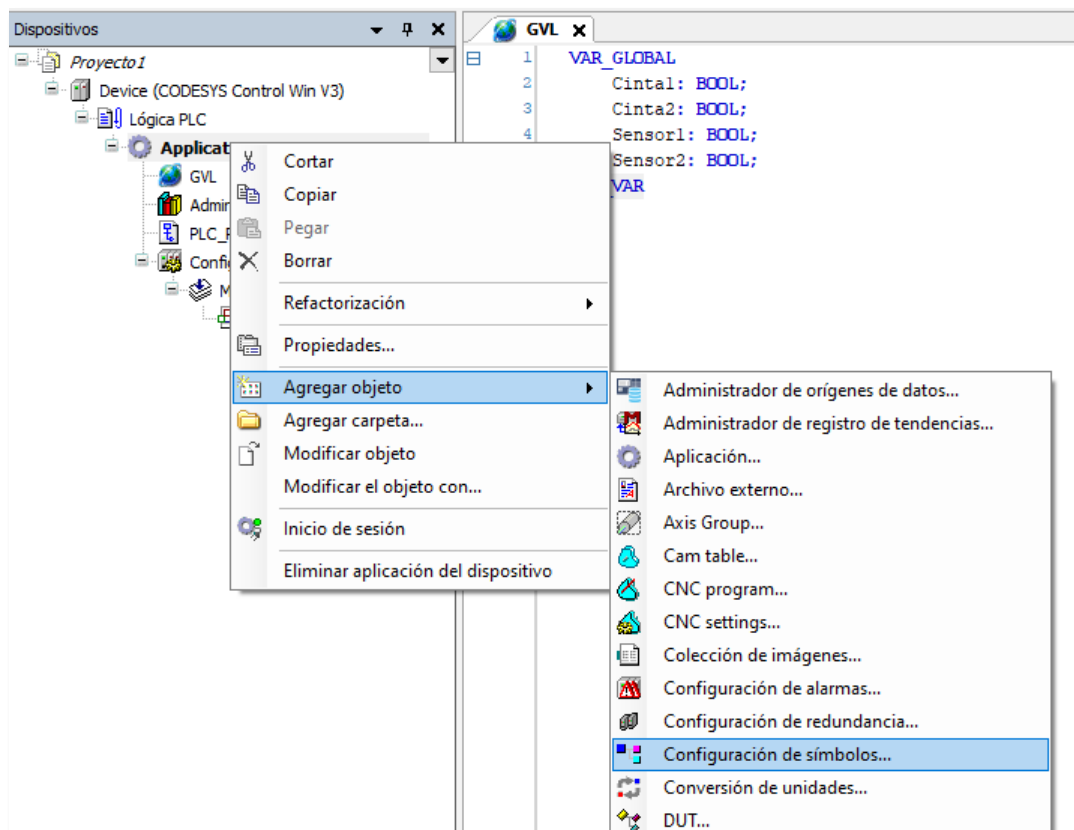 Dispositivos
Proyecto1
Device (CODESYS Control Win V3)
Lógica PLC
Applicat
GVL
Admir
PLC_F
Confi
M
GVL
1 VAR_GLOBAL
2 Cinta1: BOOL;
3 Cinta2: BOOL;
4 Sensor1: BOOL;
Sensor2: BOOL;
VAR
Cortar
Copiar
Pegar
Borrar
Refactorización
Propiedades...
Agregar objeto
Agregar carpeta...
Modificar objeto
Modificar el objeto con...
Inicio de sesión
Eliminar aplicación del dispositivo
Administrador de orígenes de datos...
Administrador de registro de tendencias...
Aplicación...
Archivo externo...
Axis Group...
Cam table...
CNC program...
CNC settings...
Colección de imágenes...
Configuración de alarmas...
Configuración de redundancia...
Configuración de símbolos...
Conversión de unidades...
DUT...